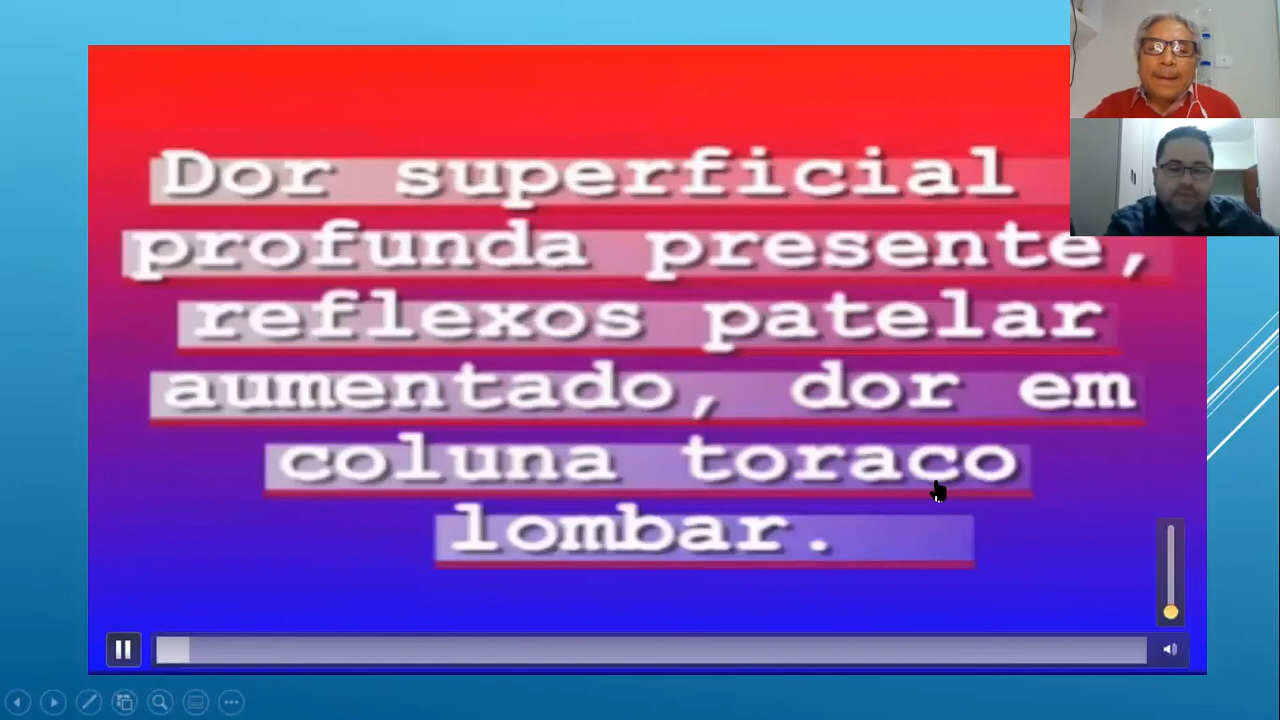 Dor superficial
profunda presente,
reflexos patelar
aumentado, dor em
coluna toraco
lombar.